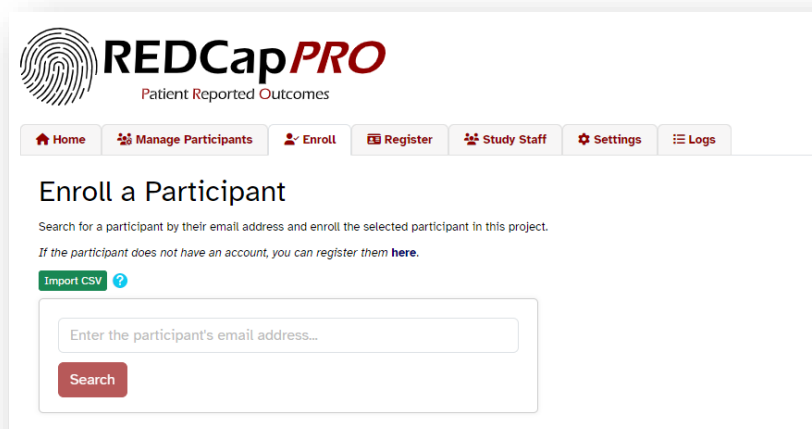 REDCap PRO
Patient Reported Outcomes
Home Manage Participants Enroll Register Study Staff Settings Logs
Enroll a Participant
Search for a participant by their email address and enroll the selected participant in this project.
If the participant does not have an account, you can register them here.
Import CSV ?
Enter the participant's email address...
Search